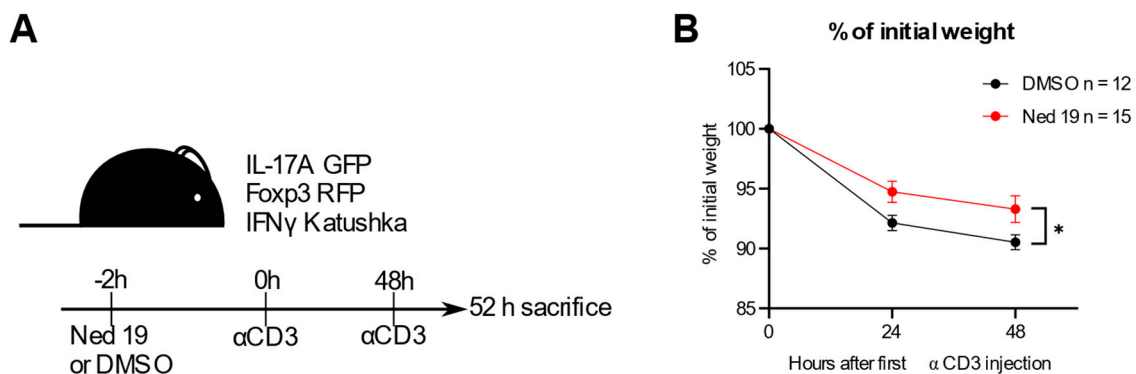 A
IL-17A GFP
Foxp3 RFP
IFNγ Katushka
-2h 0h 48h
52 h sacrifice
Ned 19 αCD3 αCD3
or DMSO
B
% of initial weight
DMSO n = 12
Ned 19 n = 15
% of initial weight
105
100
95
90
85
*
0 24 48
Hours after first α CD3 injection